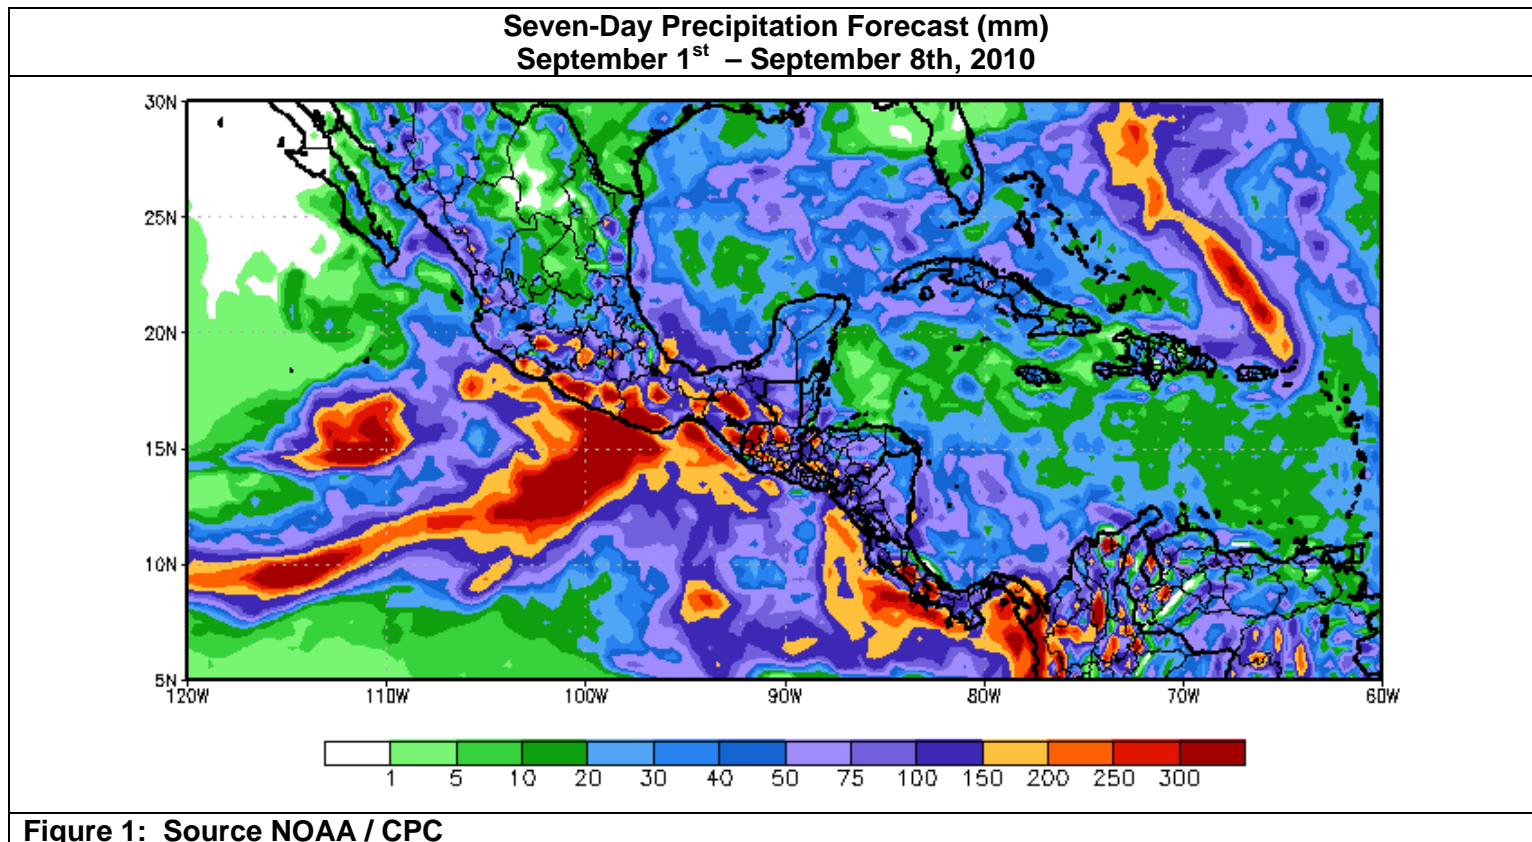 Seven-Day Precipitation Forecast (mm)
September 1st – September 8th, 2010
30N
25N
20N
15N
10N
5N
120W 110W 100W 90W 80W 70W 60W
1 5 10 20 30 40 50 75 100 150 200 250 300
Figure 1: Source NOAA / CPC